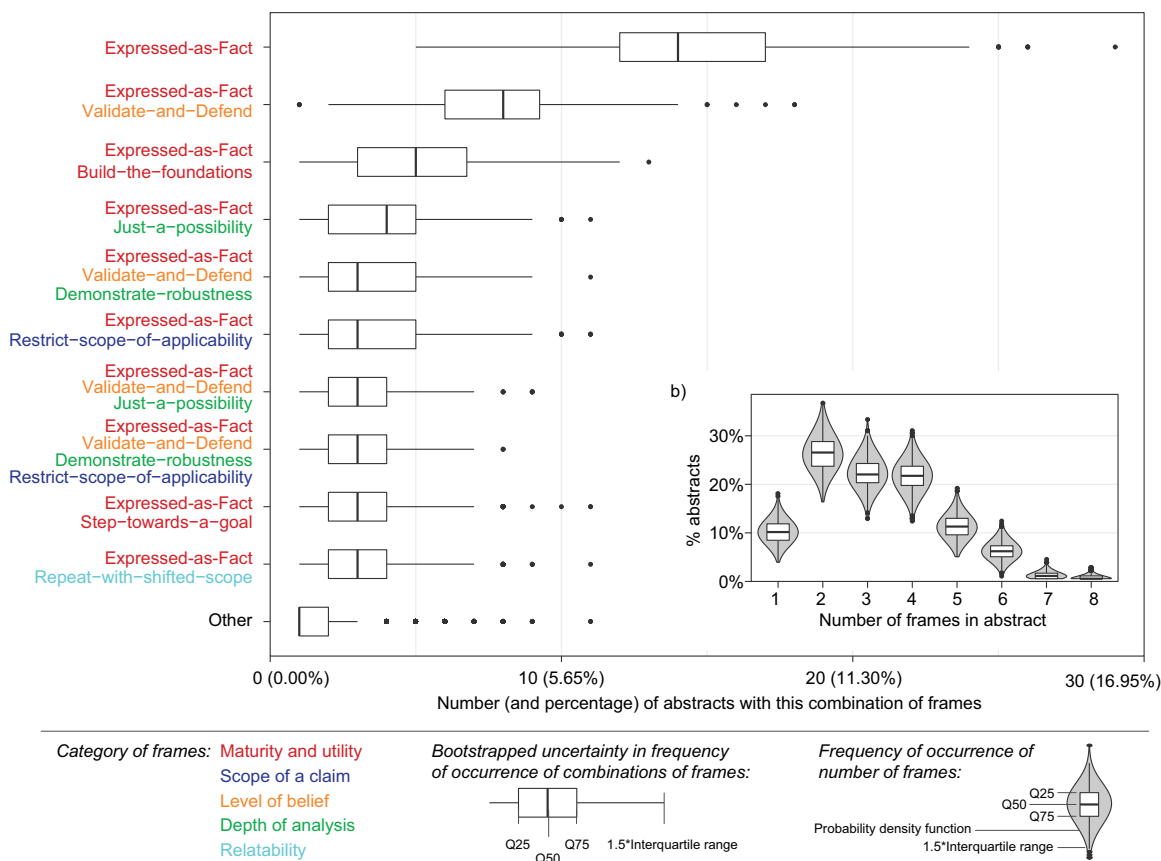 Expressed-as-Fact
Expressed-as-Fact
Validate−and−Defend
Expressed-as-Fact
Build−the−foundations
Expressed-as-Fact
Just−a−possibility
Expressed-as-Fact
Validate−and−Defend
Demonstrate−robustness
Expressed-as-Fact
Restrict−scope−of−applicability
Expressed-as-Fact
Validate−and−Defend
Just−a−possibility
Expressed-as-Fact
Validate−and−Defend
Demonstrate−robustness
Restrict−scope−of−applicability
Expressed-as-Fact
Step−towards−a−goal
Expressed-as-Fact
Repeat−with−shifted−scope
Other
0 (0.00%) 10 (5.65%) 20 (11.30%) 30 (16.95%)
Number (and percentage) of abstracts with this combination of frames
b)
% abstracts
30%
20%
10%
0%
1 2 3 4 5 6 7 8
Number of frames in abstract
Category of frames:
Maturity and utility
Scope of a claim
Level of belief
Depth of analysis
Relatability
Bootstrapped uncertainty in frequency
of occurrence of combinations of frames:
Q25 Q75 1.5*Interquartile range
Q50
Frequency of occurrence of
number of frames:
Q25
Q50
Q75
Probability density function
1.5*Interquartile range